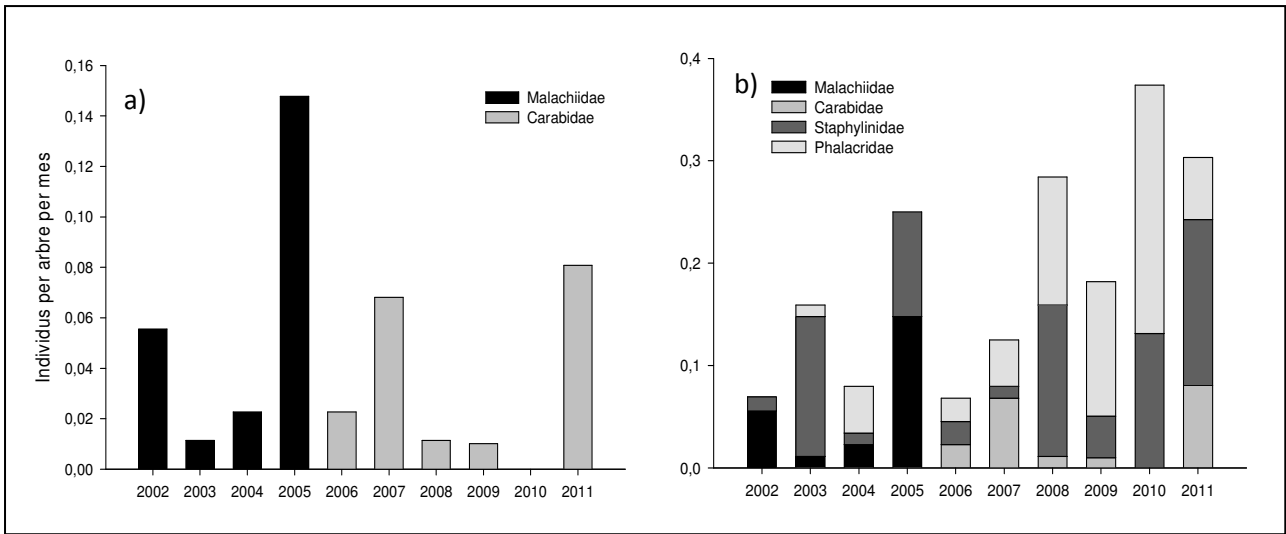 a)
Individus per arbre per mes
0,16
0,14
0,12
0,10
0,08
0,06
0,04
0,02
0,00
Malachiidae
Carabidae
2002 2003 2004 2005 2006 2007 2008 2009 2010 2011
b)
0,4
0,3
0,2
0,1
0,0
Malachiidae
Carabidae
Staphylinidae
Phalacridae
2002 2003 2004 2005 2006 2007 2008 2009 2010 2011